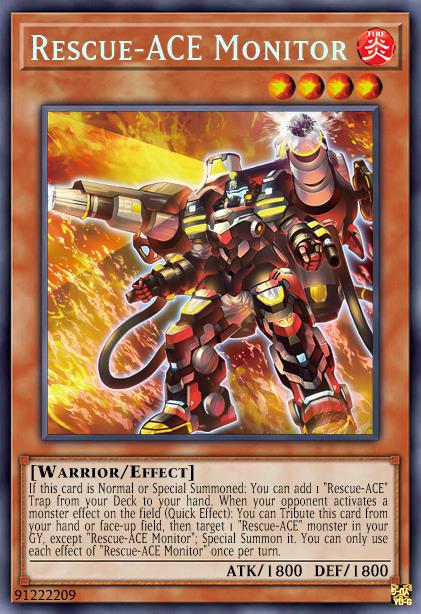 RESCUE-ACE MONITOR
FIRE
炎
[WARRIOR/EFFECT]
If this card is Normal or Special Summoned: You can add 1 "Rescue-ACE"
Trap from your Deck to your hand. When your opponent activates a
monster effect on the field (Quick Effect): You can Tribute this card from
your hand or face-up field, then target 1 "Rescue-ACE" monster in your
GY, except "Rescue-ACE Monitor"; Special Summon it. You can only use
each effect of "Rescue-ACE Monitor" once per turn.
ATK/1800 DEF/1800
91222209